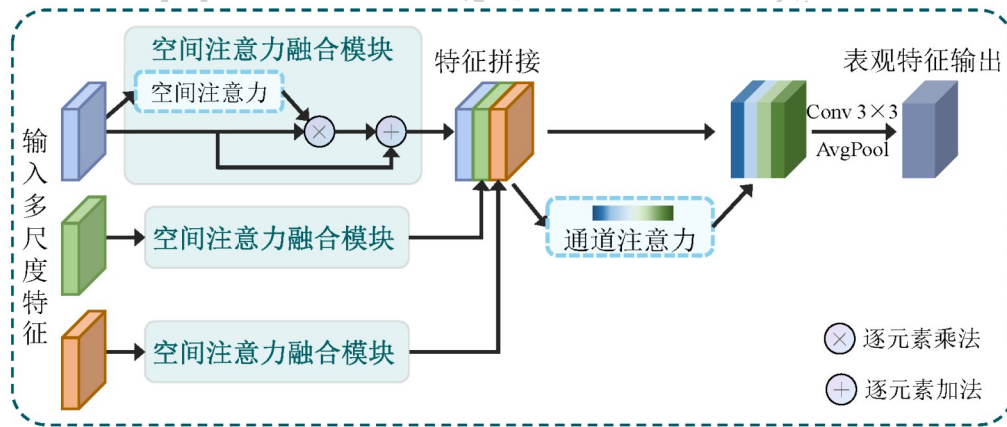 空间注意力融合模块
特征拼接
表观特征输出
空间注意力
Conv 3×3
AvgPool
输入多尺度特征
空间注意力融合模块
通道注意力
空间注意力融合模块
逐元素乘法
逐元素加法